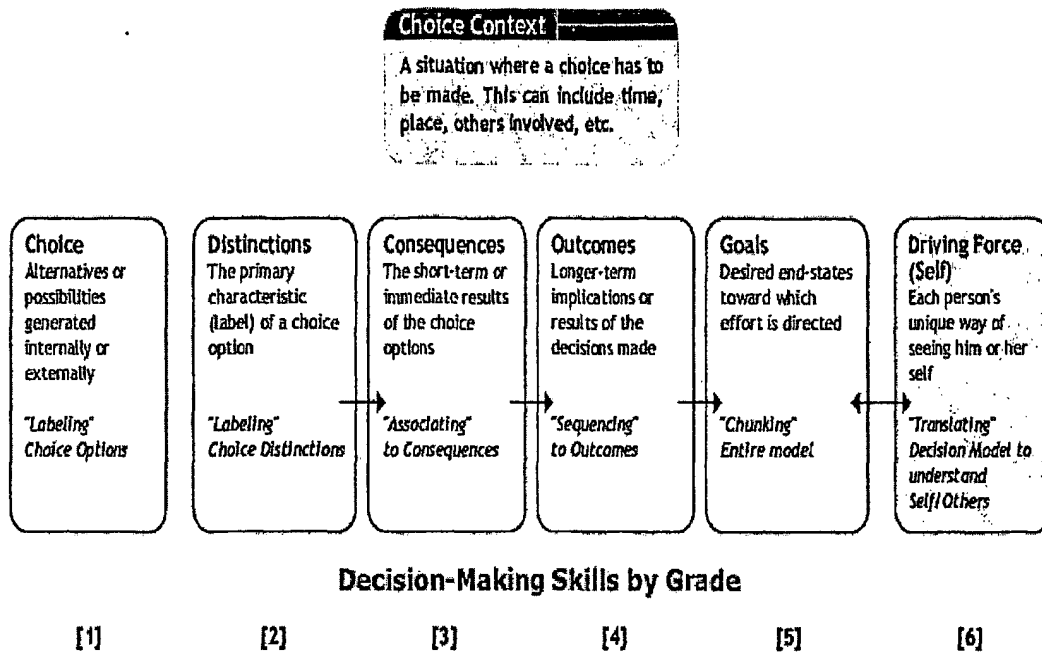 Choice Context
A situation where a choice has to
be made. This can include time,
place, others involved, etc.
Choice
Alternatives or
possibilities
generated
internally or
externally
"Labeling"
Choice Options
Distinctions
The primary
characteristic
(label) of a choice
option
"Labeling"
Choice Distinctions
Consequences
The short-term or
immediate results
of the choice
options
"Associating"
to Consequences
Outcomes
Longer-term
implications or
results of the
decisions made
"Sequencing"
to Outcomes
Goals
Desired end-states
toward which
effort is directed
"Chunking"
Entire model
Driving Force
(Self)
Each person's
unique way of
seeing him or her
self
"Translating"
Decision Model to
understand
Self/Others
Decision-Making Skills by Grade
[1] [2] [3] [4] [5] [6]